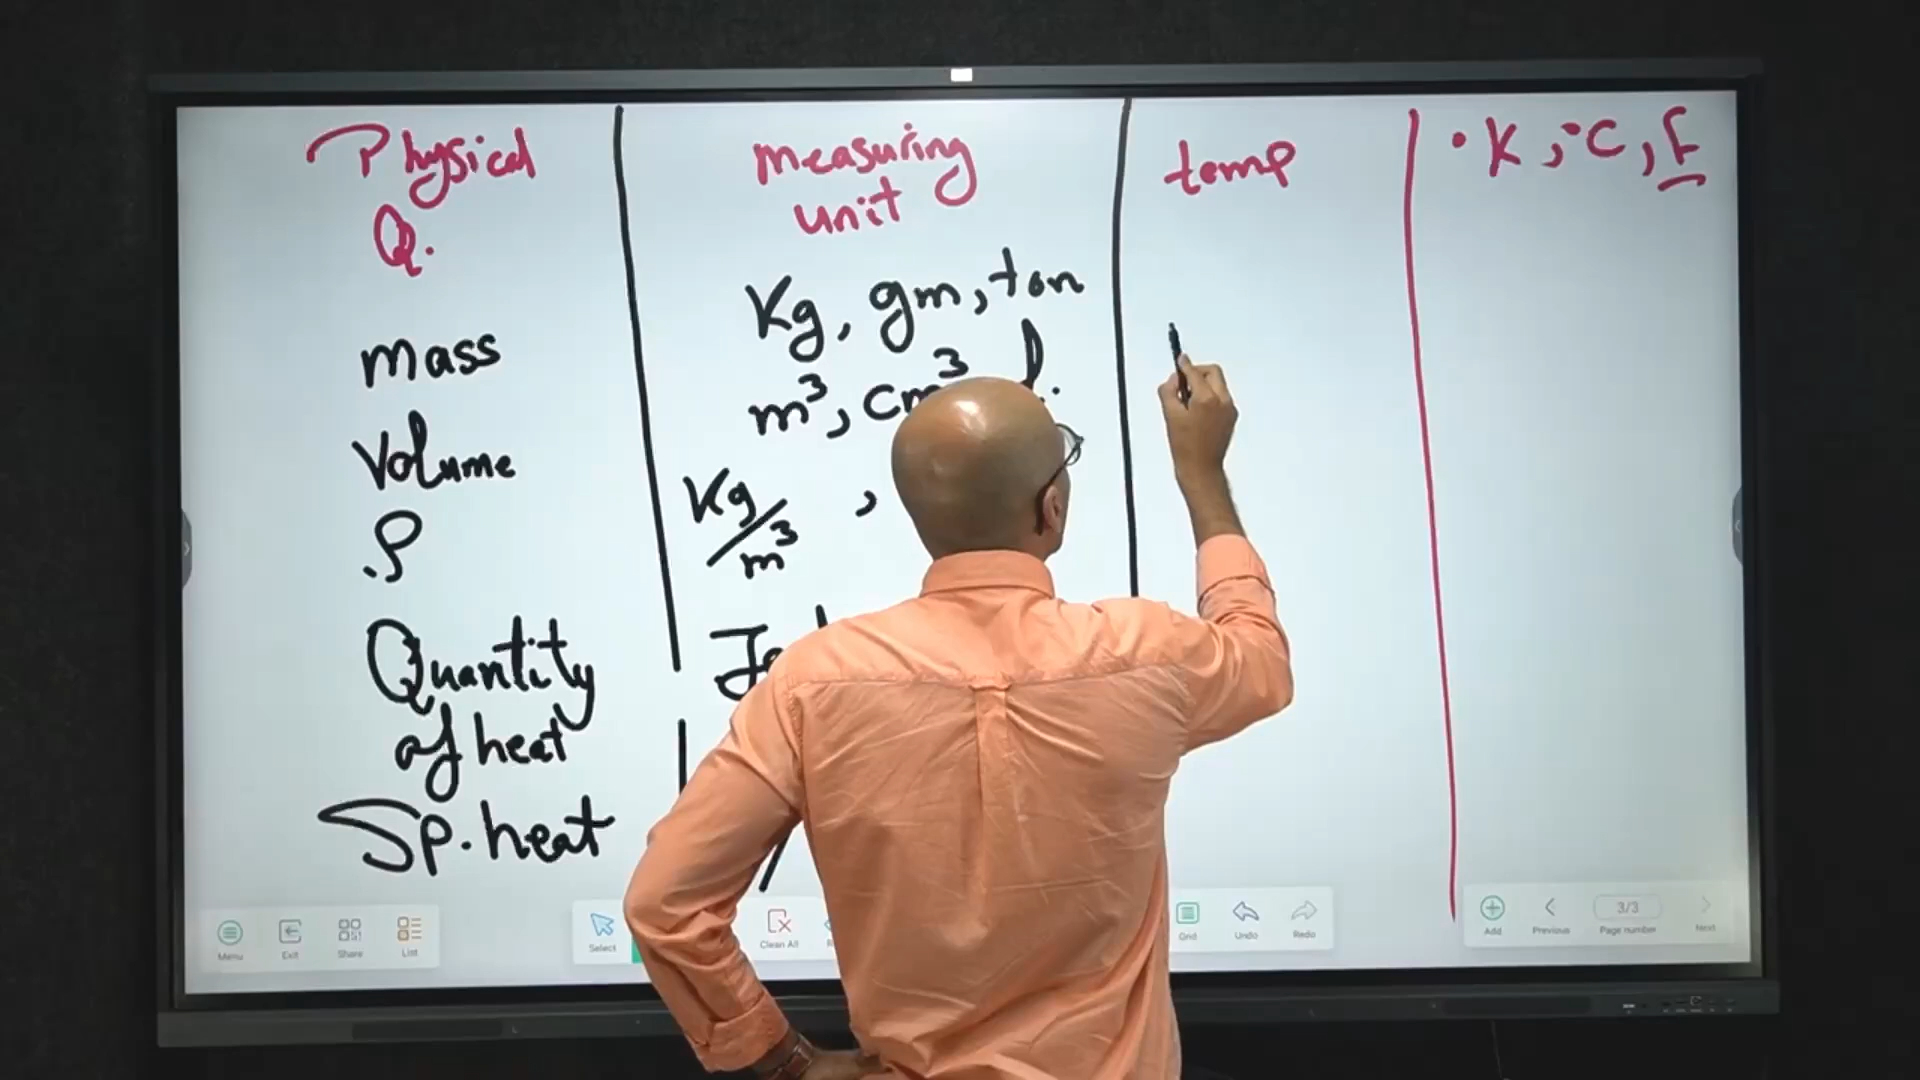 Physical
Q.
measuring
unit
temp
°K, °C, F
mass
Kg, gm, ton
Volume
m³, cm³
ρ
Kg/m³ ,
Quantity
of heat
Sp. heat
Menu
Exit
Share
List
Select
Clean All
Grid
Undo
Redo
Add
Previous
3/3
Page number
Next